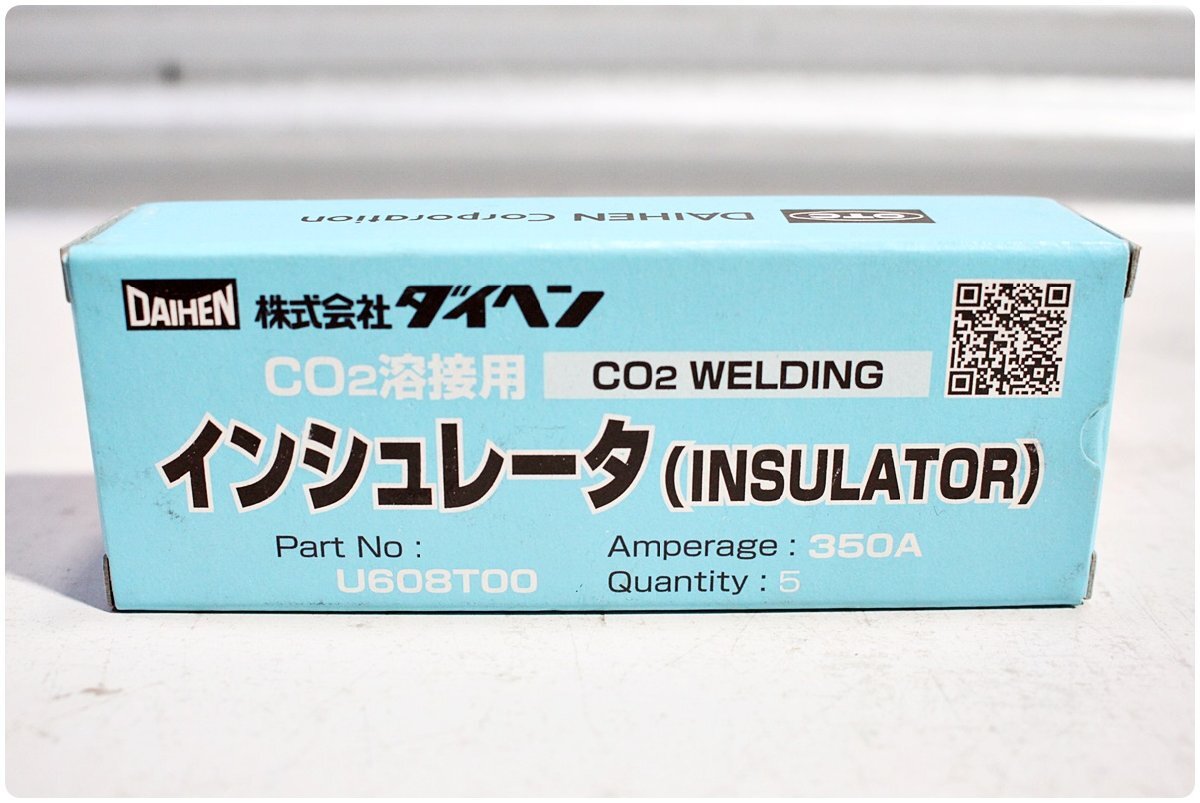 DAIHEN Corporation OTC
DAIHEN 株式会社ダイヘン
CO2溶接用 CO2 WELDING
インシュレータ(INSULATOR)
Part No : Amperage : 350A
U608T00 Quantity : 5